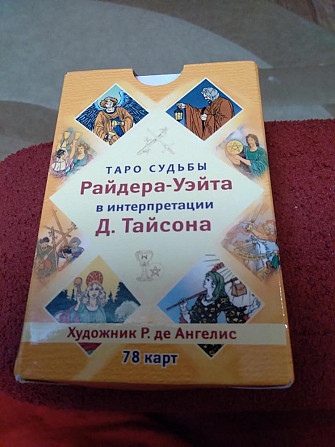 ТАРО СУДЬБЫ
Райдера-Уэйта
в интерпретации
Д. Тайсона
Художник Р. де Ангелис
78 карт